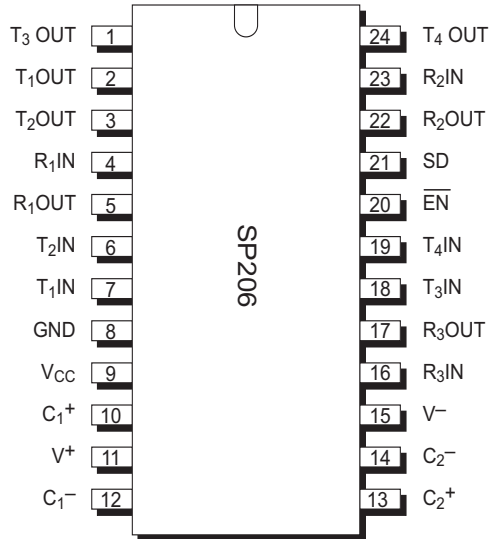 T3 OUT 1 24 T4 OUT
T1OUT 2 23 R2IN
T2OUT 3 22 R2OUT
R1IN 4 21 SD
R1OUT 5 20 E̅N̅
T2IN 6 19 T4IN
T1IN 7 18 T3IN
GND 8 17 R3OUT
VCC 9 16 R3IN
C1+ 10 15 V–
V+ 11 14 C2–
C1– 12 13 C2+
SP206